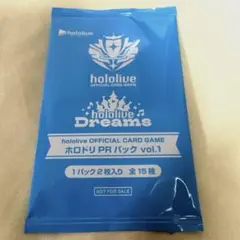 hololive
hololive
OFFICIAL CARD GAME
hololive
Dreams
hololive OFFICIAL CARD GAME
ホロドリ PRパック vol.1
1パック2枚入り 全15種
NOT FOR SALE